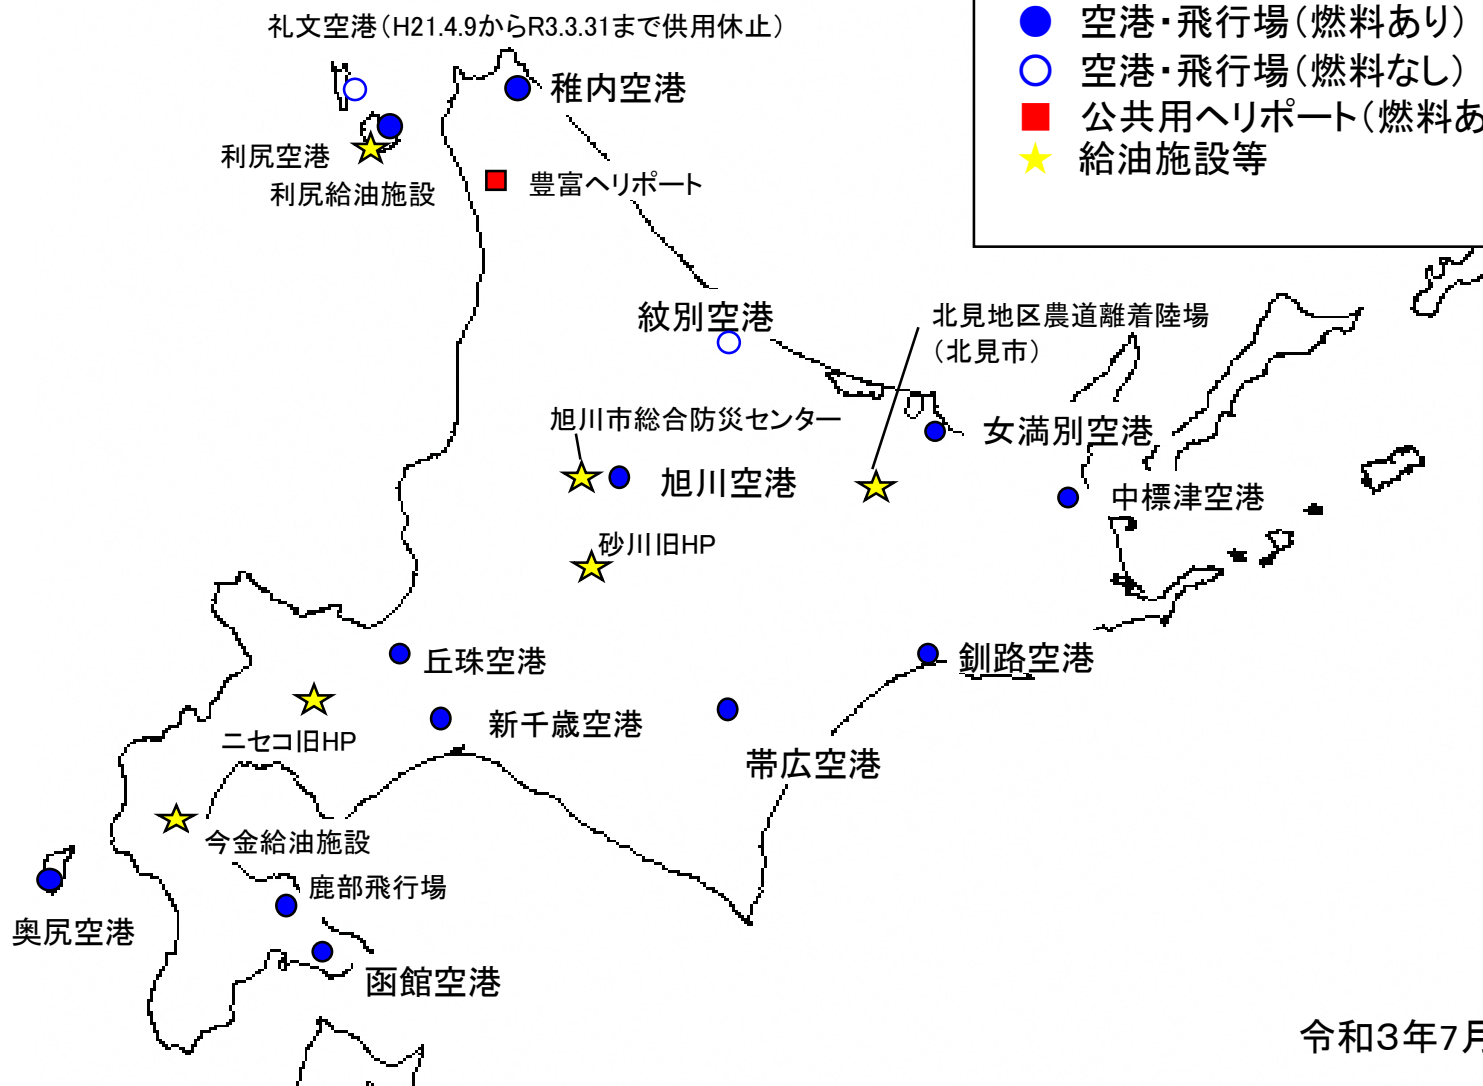 礼文空港（H21.4.9からR3.3.31まで供用休止）
空港・飛行場（燃料あり）
空港・飛行場（燃料なし）
公共用ヘリポート（燃料あ
給油施設等
稚内空港
利尻空港
利尻給油施設
豊富ヘリポート
紋別空港
北見地区農道離着陸場
（北見市）
旭川市総合防災センター
女満別空港
旭川空港
中標津空港
砂川旧HP
丘珠空港
釧路空港
新千歳空港
ニセコ旧HP
帯広空港
今金給油施設
鹿部飛行場
奥尻空港
函館空港
令和3年7月